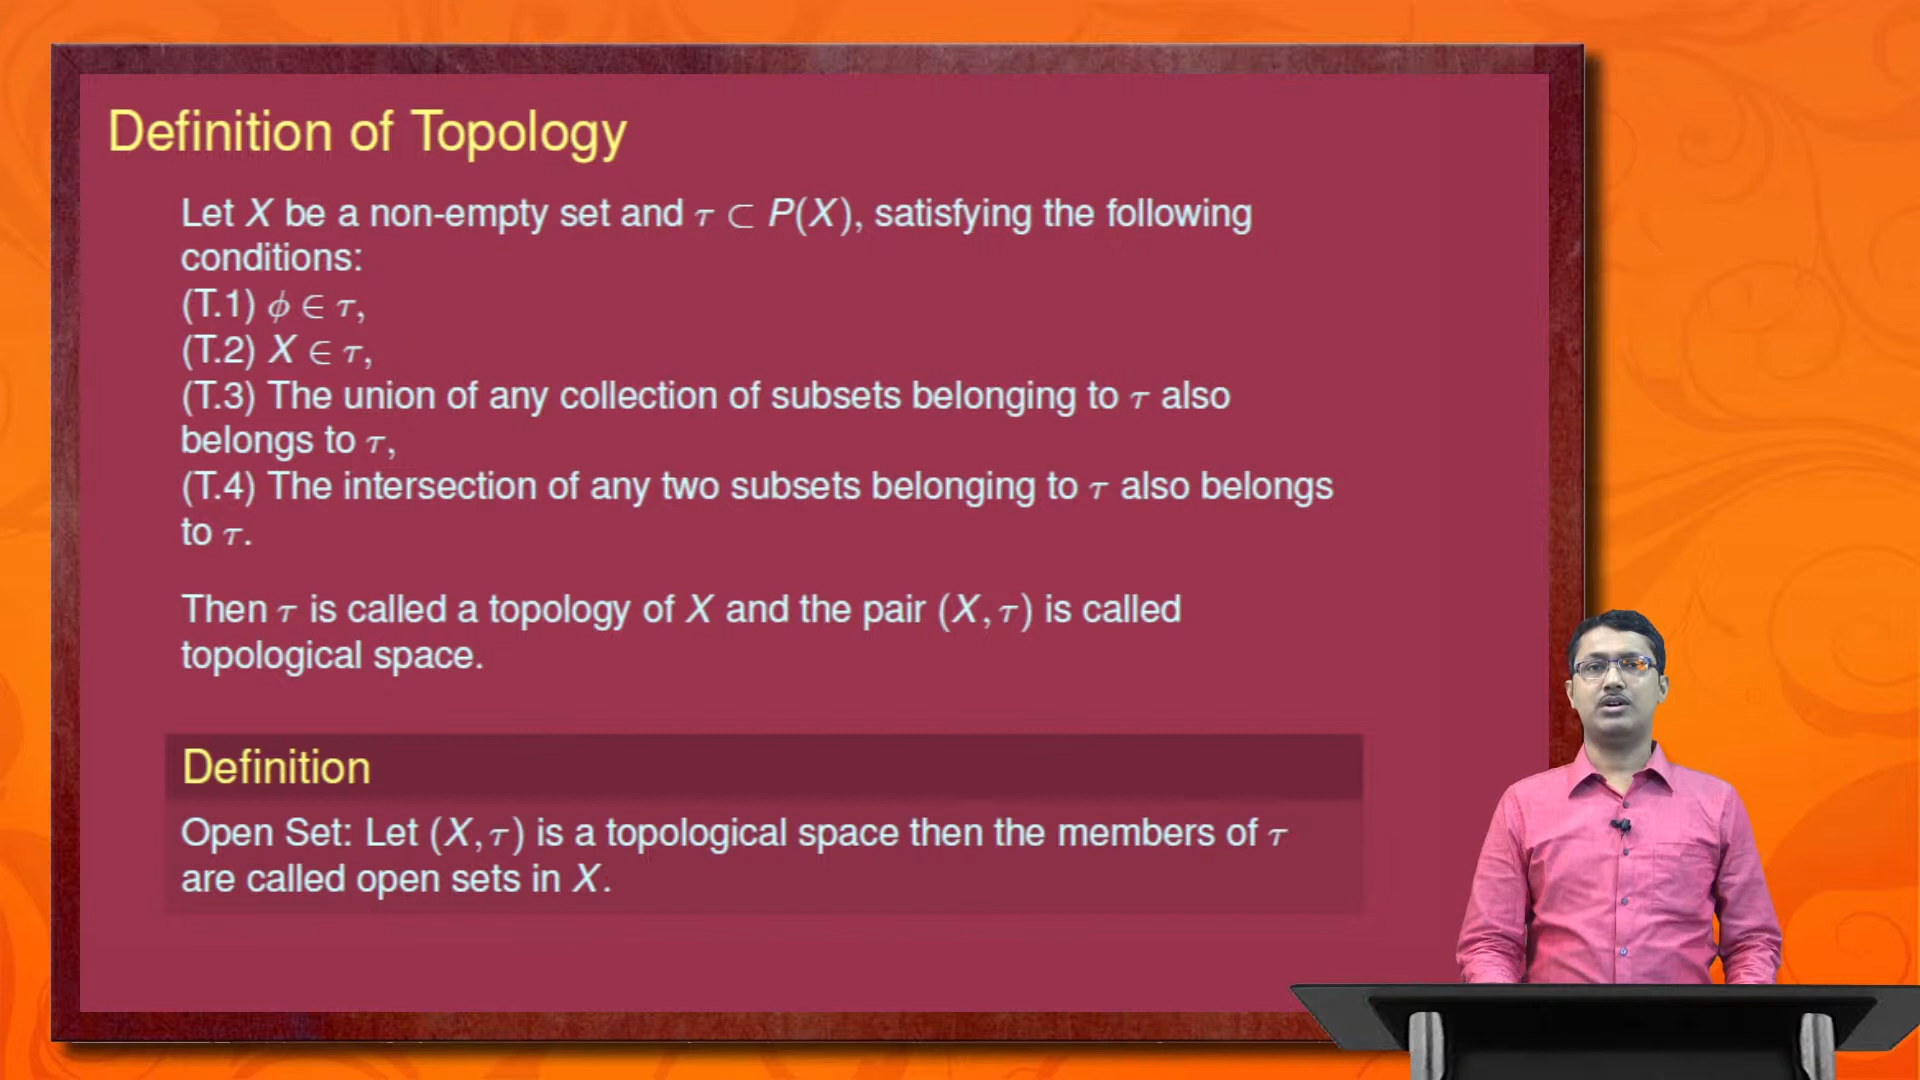 Definition of Topology
Let X be a non-empty set and τ ⊂ P(X), satisfying the following
conditions:
(T.1) ϕ ∈ τ,
(T.2) X ∈ τ,
(T.3) The union of any collection of subsets belonging to τ also
belongs to τ,
(T.4) The intersection of any two subsets belonging to τ also belongs
to τ.
Then τ is called a topology of X and the pair (X, τ) is called
topological space.
Definition
Open Set: Let (X, τ) is a topological space then the members of τ
are called open sets in X.